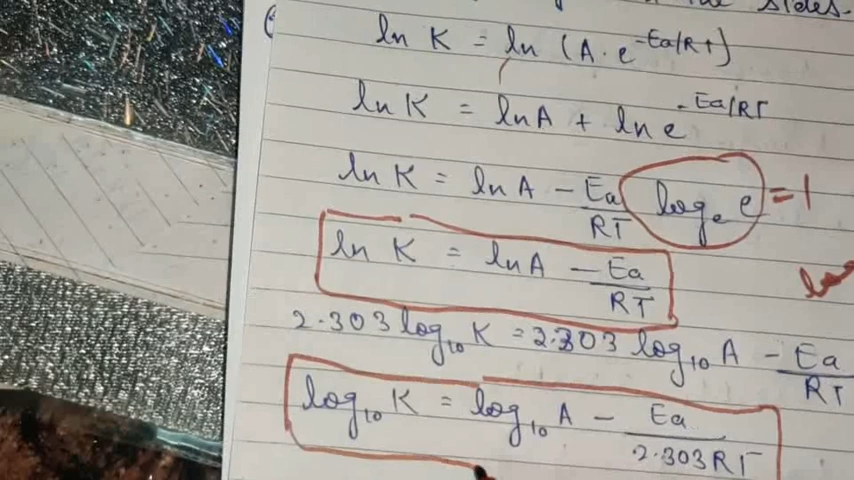 the sides.
ln K = ln (A · e^-Ea/RT)
ln K = ln A + ln e^-Ea/RT
ln K = ln A - Ea/RT log_e e = 1
ln K = ln A - Ea/RT
2.303 log₁₀ K = 2.303 log₁₀ A - Ea/RT
log₁₀ K = log₁₀ A - Ea/2.303RT